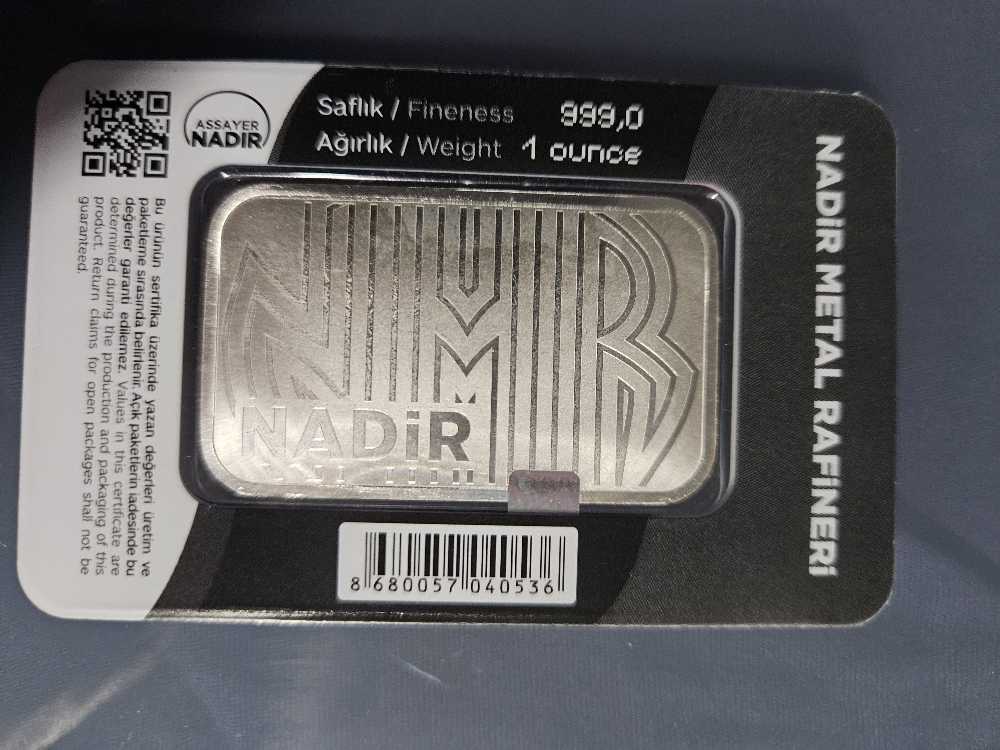 NADİR METAL RAFİNERİ
ASSAYER
NADIR
Saflık / Fineness 999,0
Ağırlık / Weight 1 ounce
NMR
NADİR
Bu ürünün sertifika üzerinde yazan değerleri üretim ve
paketleme sırasında belirlenir. Açık paketlerin iadesinde bu
değerler garanti edilemez. Values in this certificate are
determined during the production and packaging of this
product. Return claims for open packages shall not be
guaranteed.
8 680057 040536